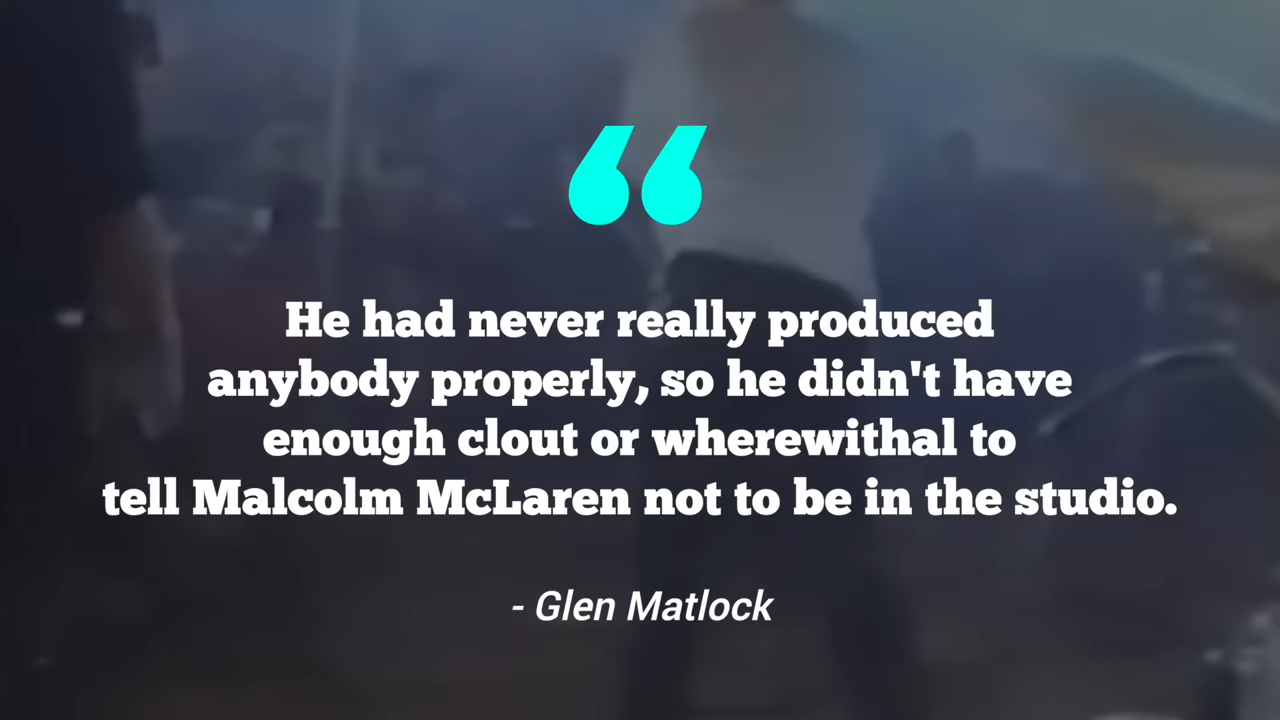 “
He had never really produced
anybody properly, so he didn't have
enough clout or wherewithal to
tell Malcolm McLaren not to be in the studio.
- Glen Matlock